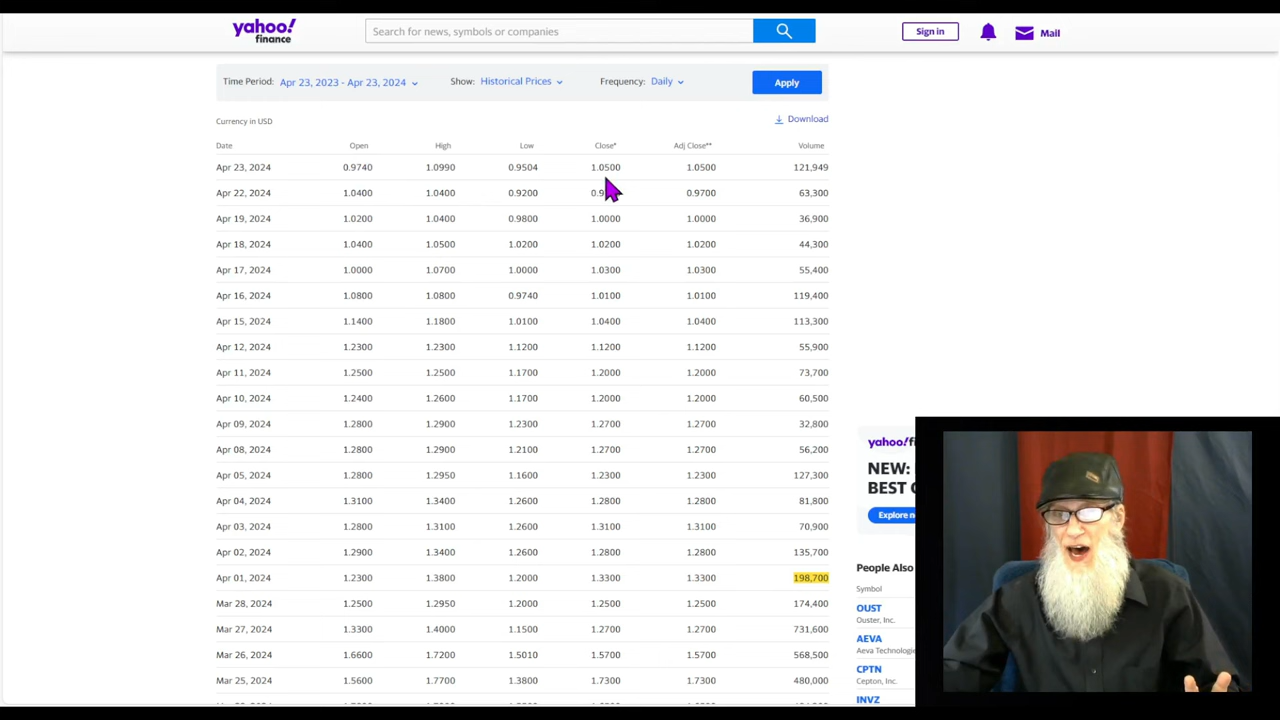 yahoo!
finance
Search for news, symbols or companies
Sign in
Mail
Time Period: Apr 23, 2023 - Apr 23, 2024
Show: Historical Prices
Frequency: Daily
Apply
Currency in USD
Download
Date Open High Low Close* Adj Close** Volume
Apr 23, 2024 0.9740 1.0990 0.9504 1.0500 1.0500 121,949
Apr 22, 2024 1.0400 1.0400 0.9200 0.9700 63,300
Apr 19, 2024 1.0200 1.0400 0.9800 1.0000 1.0000 36,900
Apr 18, 2024 1.0400 1.0500 1.0200 1.0200 1.0200 44,300
Apr 17, 2024 1.0000 1.0700 1.0000 1.0300 1.0300 55,400
Apr 16, 2024 1.0800 1.0800 0.9740 1.0100 1.0100 119,400
Apr 15, 2024 1.1400 1.1800 1.0100 1.0400 1.0400 113,300
Apr 12, 2024 1.2300 1.2300 1.1200 1.1200 1.1200 55,900
Apr 11, 2024 1.2500 1.2500 1.1700 1.2000 1.2000 73,700
Apr 10, 2024 1.2400 1.2600 1.1700 1.2000 1.2000 60,500
Apr 09, 2024 1.2800 1.2900 1.2300 1.2700 1.2700 32,800
Apr 08, 2024 1.2800 1.2900 1.2100 1.2700 1.2700 56,200
Apr 05, 2024 1.2800 1.2950 1.1600 1.2300 1.2300 127,300
Apr 04, 2024 1.3100 1.3400 1.2600 1.2800 1.2800 81,800
Apr 03, 2024 1.2800 1.3100 1.2600 1.3100 1.3100 70,900
Apr 02, 2024 1.2900 1.3400 1.2600 1.2800 1.2800 135,700
Apr 01, 2024 1.2300 1.3800 1.2000 1.3300 1.3300 198,700
Mar 28, 2024 1.2500 1.2950 1.2000 1.2500 1.2500 174,400
Mar 27, 2024 1.3300 1.4000 1.1500 1.2700 1.2700 731,600
Mar 26, 2024 1.6600 1.7200 1.5010 1.5700 1.5700 568,500
Mar 25, 2024 1.5600 1.7700 1.3800 1.7300 1.7300 480,000
NEW:
BEST
Explore
People Also
Symbol
OUST
Ouster, Inc.
AEVA
Aeva Technologie
CPTN
Cepton, Inc.
INVZ